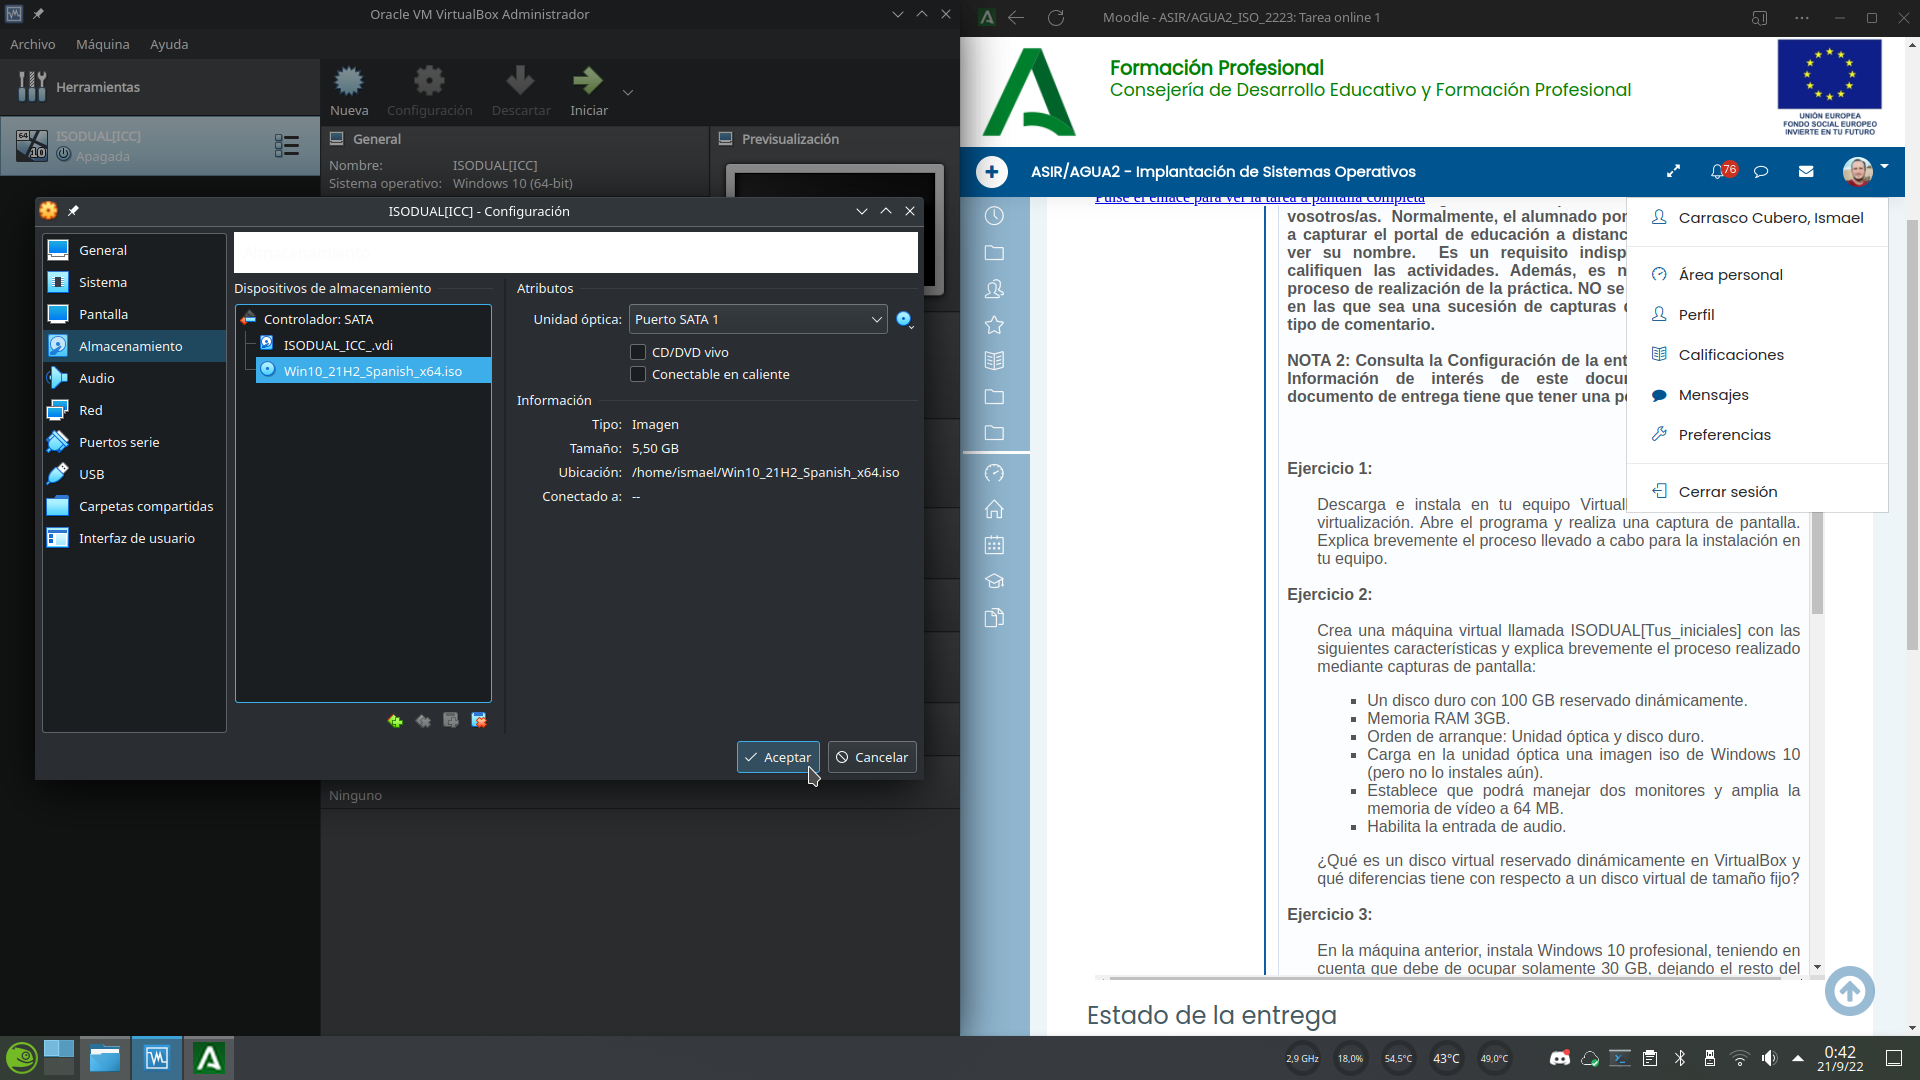 Oracle VM VirtualBox Administrador
Archivo Máquina Ayuda
Herramientas
Nueva Configuración Descartar Iniciar
64
10
ISODUAL[ICC]
Apagada
General
Nombre: ISODUAL[ICC]
Sistema operativo: Windows 10 (64-bit)
Previsualización
ISODUAL[ICC] - Configuración
General
Sistema
Pantalla
Almacenamiento
Audio
Red
Puertos serie
USB
Carpetas compartidas
Interfaz de usuario
Dispositivos de almacenamiento
Controlador: SATA
ISODUAL_ICC_.vdi
Win10_21H2_Spanish_x64.iso
Atributos
Unidad óptica: Puerto SATA 1
CD/DVD vivo
Conectable en caliente
Información
Tipo: Imagen
Tamaño: 5,50 GB
Ubicación: /home/ismael/Win10_21H2_Spanish_x64.iso
Conectado a: --
Aceptar Cancelar
Ninguno
Moodle - ASIR/AGUA2_ISO_2223: Tarea online 1
Formación Profesional
Consejería de Desarrollo Educativo y Formación Profesional
UNIÓN EUROPEA
FONDO SOCIAL EUROPEO
INVIERTE EN TU FUTURO
ASIR/AGUA2 - Implantación de Sistemas Operativos
76
Pulse el enlace para ver la tarea a pantalla completa
vosotros/as. Normalmente, el alumnado por
a capturar el portal de educación a distanc
ver su nombre. Es un requisito indisp
califiquen las actividades. Además, es n
proceso de realización de la práctica. NO se
en las que sea una sucesión de capturas
tipo de comentario.
NOTA 2: Consulta la Configuración de la ent
Información de interés de este docu
documento de entrega tiene que tener una p
Carrasco Cubero, Ismael
Área personal
Perfil
Calificaciones
Mensajes
Preferencias
Cerrar sesión
Ejercicio 1:
Descarga e instala en tu equipo Virtuall
virtualización. Abre el programa y realiza una captura de pantalla.
Explica brevemente el proceso llevado a cabo para la instalación en
tu equipo.
Ejercicio 2:
Crea una máquina virtual llamada ISODUAL[Tus_iniciales] con las
siguientes características y explica brevemente el proceso realizado
mediante capturas de pantalla:
Un disco duro con 100 GB reservado dinámicamente.
Memoria RAM 3GB.
Orden de arranque: Unidad óptica y disco duro.
Carga en la unidad óptica una imagen iso de Windows 10
(pero no lo instales aún).
Establece que podrá manejar dos monitores y amplia la
memoria de vídeo a 64 MB.
Habilita la entrada de audio.
¿Qué es un disco virtual reservado dinámicamente en VirtualBox y
qué diferencias tiene con respecto a un disco virtual de tamaño fijo?
Ejercicio 3:
En la máquina anterior, instala Windows 10 profesional, teniendo en
cuenta que debe de ocupar solamente 30 GB, dejando el resto del
Estado de la entrega
2,9 GHz 18,0% 54,5°C 43°C 49,0°C
0:42
21/9/22